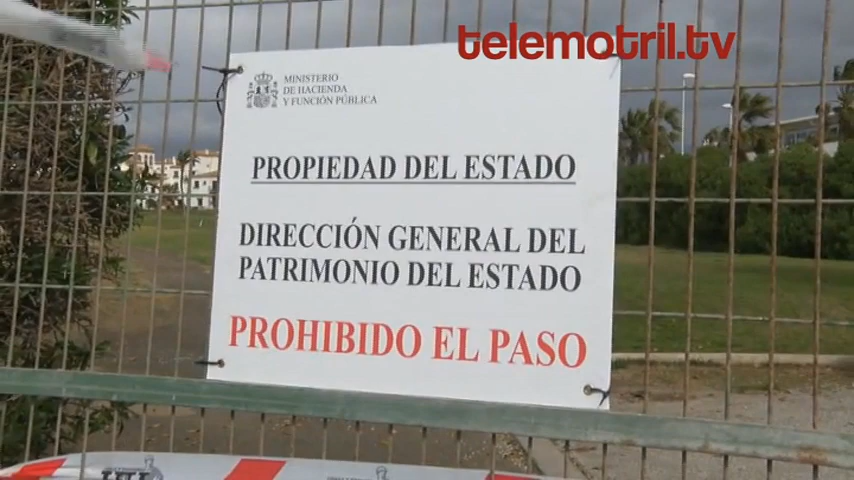 telemotril.tv
MINISTERIO
DE HACIENDA
Y FUNCIÓN PÚBLICA
PROPIEDAD DEL ESTADO
DIRECCIÓN GENERAL DEL
PATRIMONIO DEL ESTADO
PROHIBIDO EL PASO